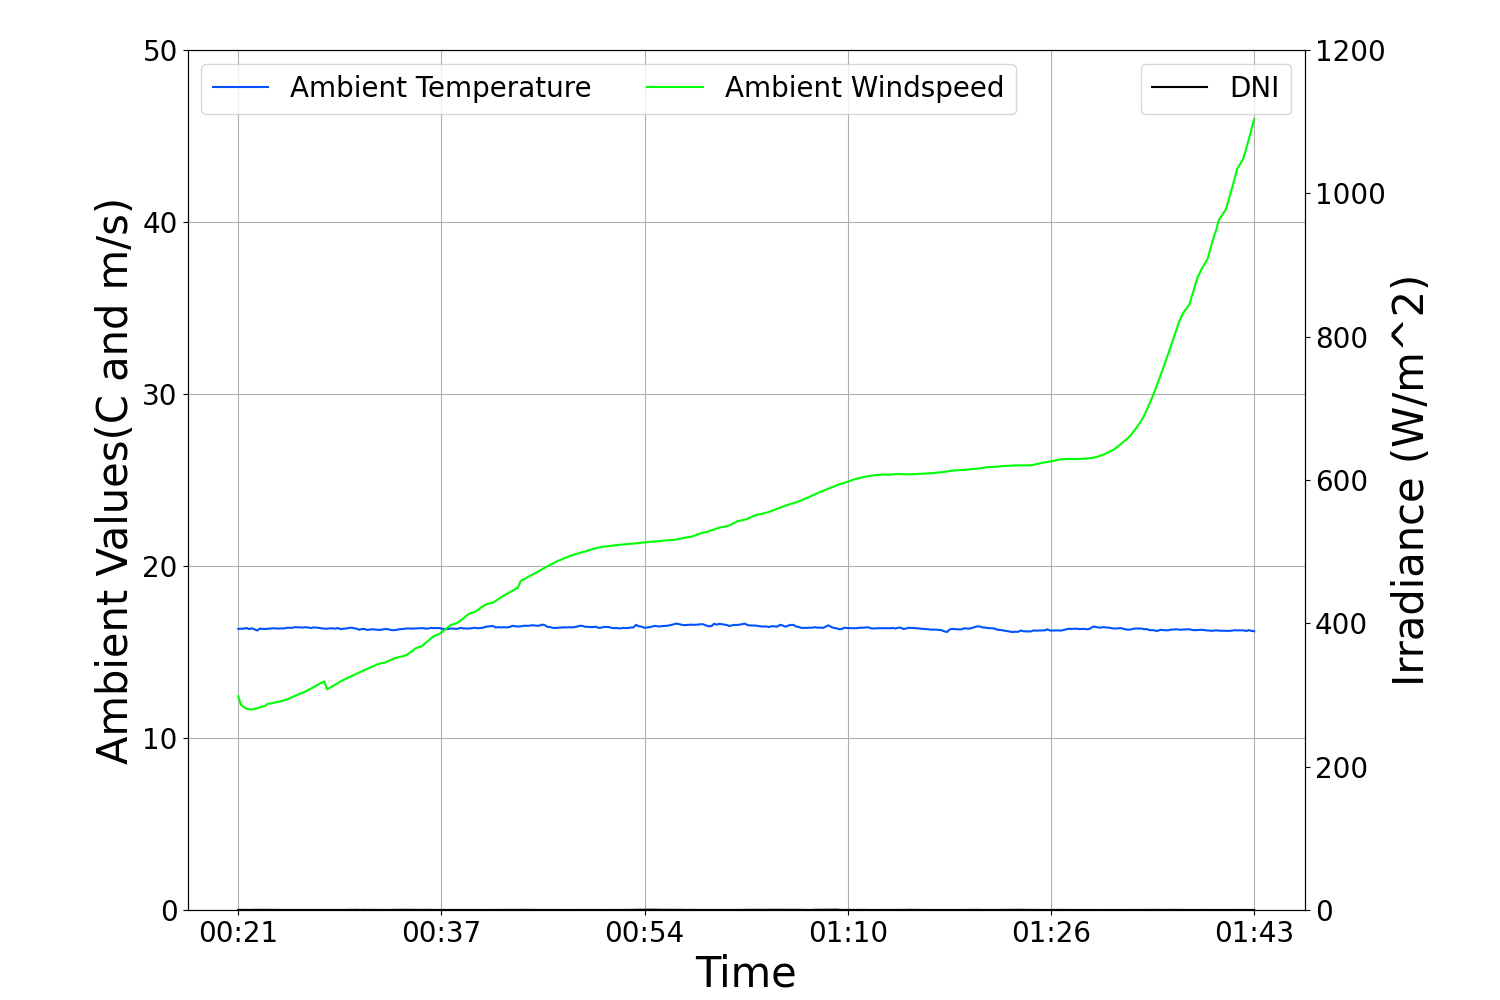 Ambient Temperature Ambient Windspeed DNI
Ambient Values(C and m/s)
50
40
30
20
10
0
1200
1000
800
600
400
200
0
Irradiance (W/m^2)
00:21 00:37 00:54 01:10 01:26 01:43
Time